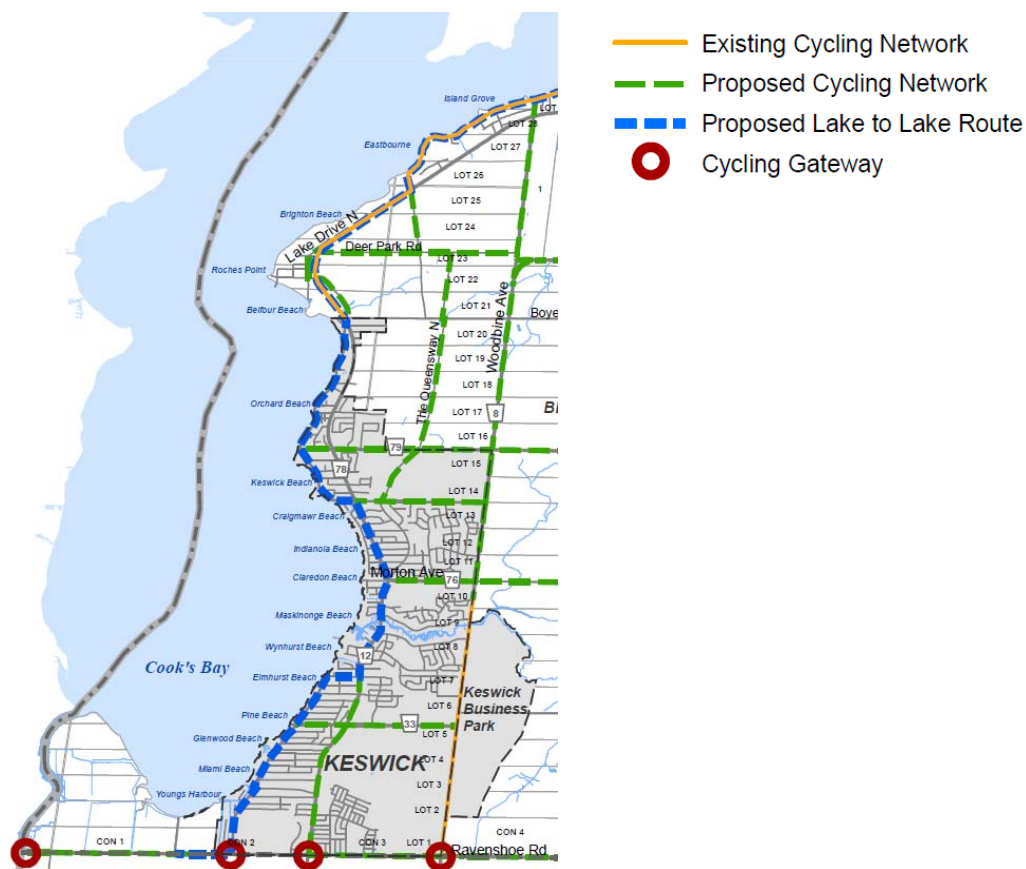 Existing Cycling Network
Proposed Cycling Network
Proposed Lake to Lake Route
Cycling Gateway
Island Grove
LOT
LOT 28
Eastbourne
LOT 27
LOT 26
1
LOT 25
Brighton Beach
Lake Drive N
LOT 24
Deer Park Rd
LOT 23
Roches Point
LOT 22
Woodbine Ave
LOT 21
Belfour Beach
Boye
LOT 20
The Queensway N
LOT 19
LOT 18
Orchard Beach
LOT 17
8
LOT 16
79
LOT 15
78
Keswick Beach
LOT 14
Craigmawr Beach
LOT 13
LOT 12
Indianola Beach
LOT 11
Claredon Beach
Morton Ave
76
LOT 10
Maskinonge Beach
LOT 9
Wynhurst Beach
LOT 8
12
Cook's Bay
Elmhurst Beach
LOT 7
LOT 6
Keswick
Business
Park
Pine Beach
33
LOT 5
Glenwood Beach
LOT 4
KESWICK
Miami Beach
LOT 3
Youngs Harbour
LOT 2
CON 1
CON 2
CON 3
LOT 1
CON 4
Ravenshoe Rd